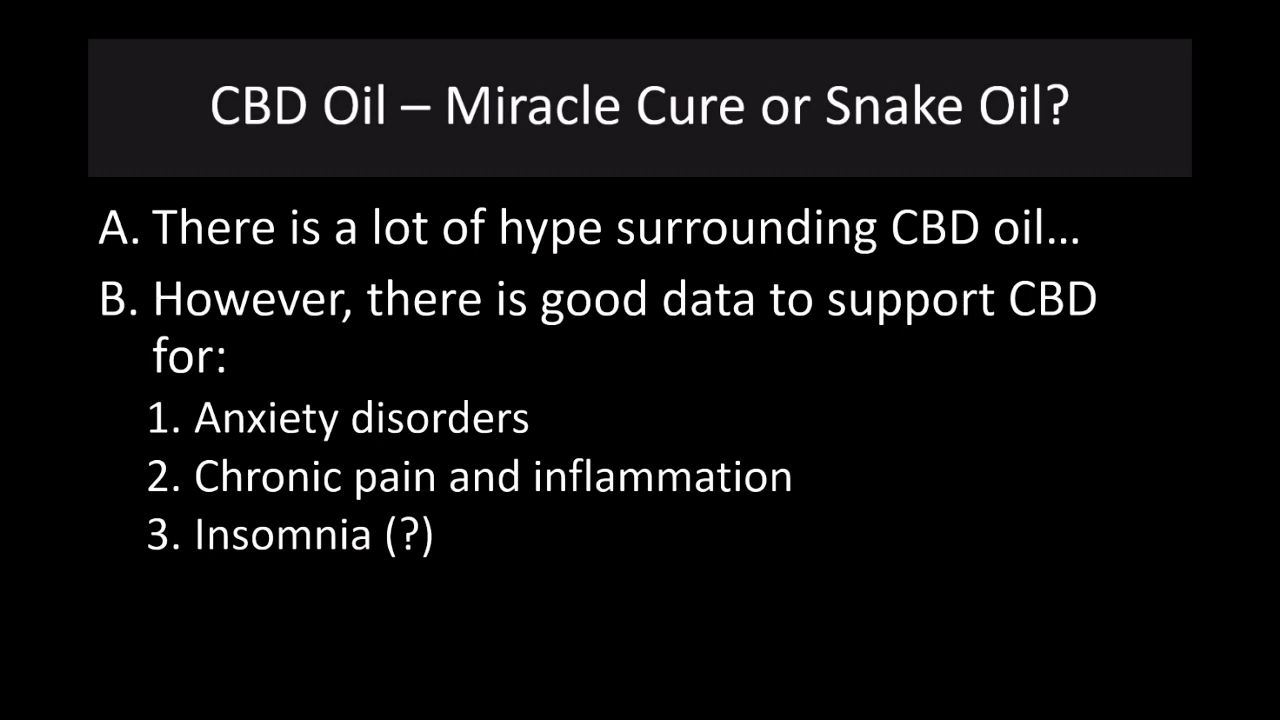 CBD Oil – Miracle Cure or Snake Oil?
A. There is a lot of hype surrounding CBD oil…
B. However, there is good data to support CBD
for:
1. Anxiety disorders
2. Chronic pain and inflammation
3. Insomnia (?)